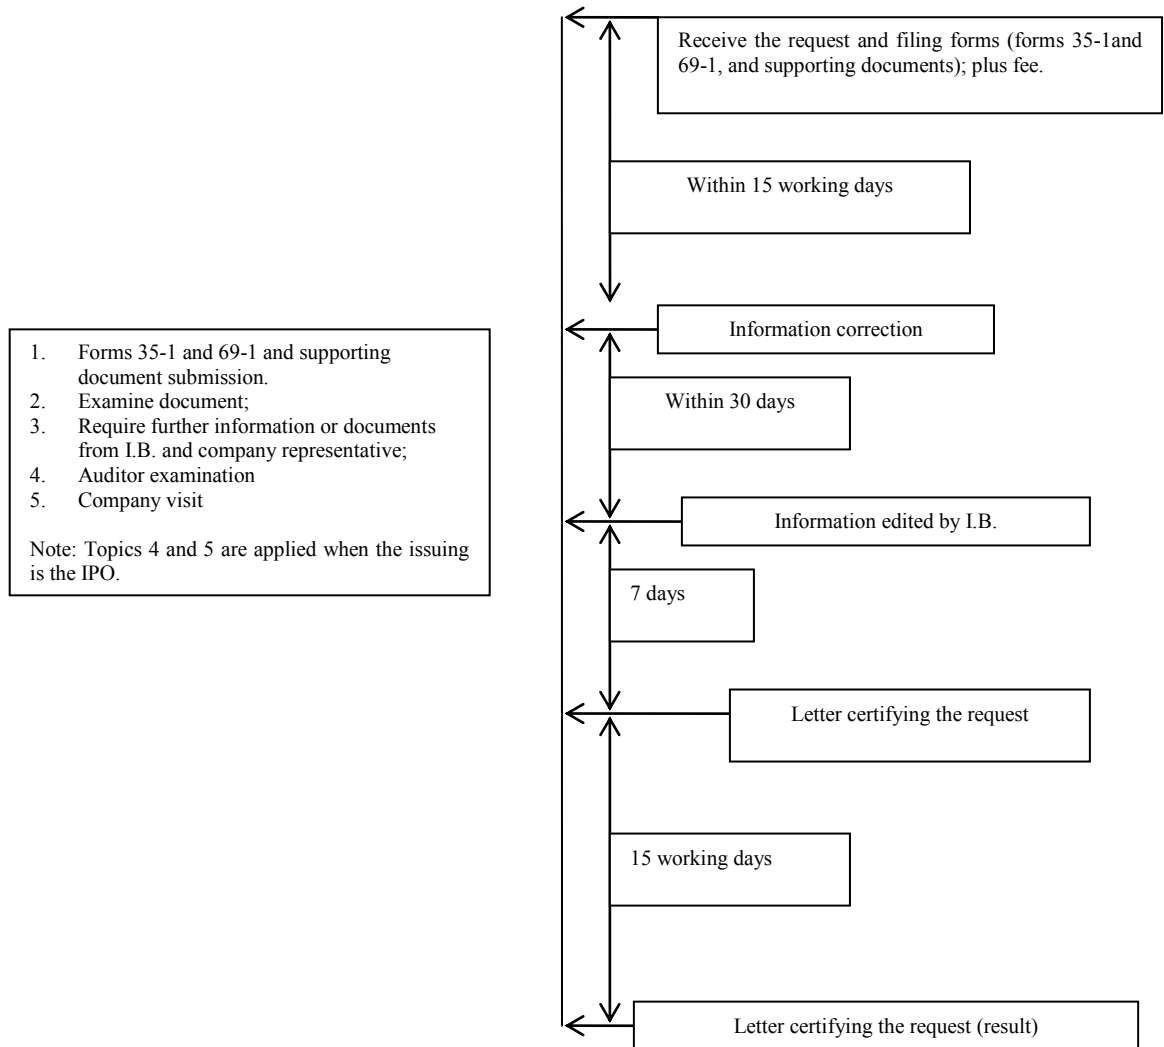 Receive the request and filing forms (forms 35-1and
69-1, and supporting documents); plus fee.
Within 15 working days
Information correction
1. Forms 35-1 and 69-1 and supporting
document submission.
2. Examine document;
3. Require further information or documents
from I.B. and company representative;
4. Auditor examination
5. Company visit
Note: Topics 4 and 5 are applied when the issuing
is the IPO.
Within 30 days
Information edited by I.B.
7 days
Letter certifying the request
15 working days
Letter certifying the request (result)